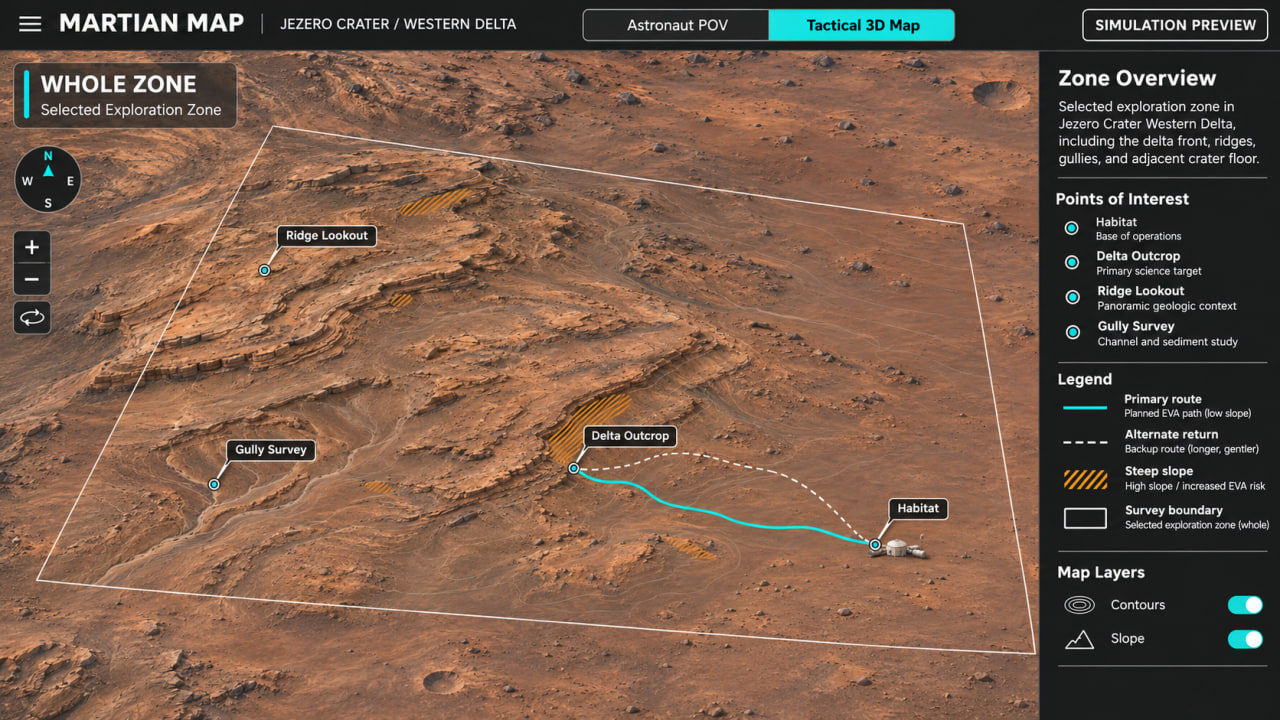 MARTIAN MAP
JEZERO CRATER / WESTERN DELTA
Astronaut POV
Tactical 3D Map
SIMULATION PREVIEW
WHOLE ZONE
Selected Exploration Zone
N
W
E
S
+
−
Ridge Lookout
Gully Survey
Delta Outcrop
Habitat
Zone Overview
Selected exploration zone in
Jezero Crater Western Delta,
including the delta front, ridges,
gullies, and adjacent crater floor.
Points of Interest
Habitat
Base of operations
Delta Outcrop
Primary science target
Ridge Lookout
Panoramic geologic context
Gully Survey
Channel and sediment study
Legend
Primary route
Planned EVA path (low slope)
Alternate return
Backup route (longer, gentler)
Steep slope
High slope / increased EVA risk
Survey boundary
Selected exploration zone (whole)
Map Layers
Contours
Slope